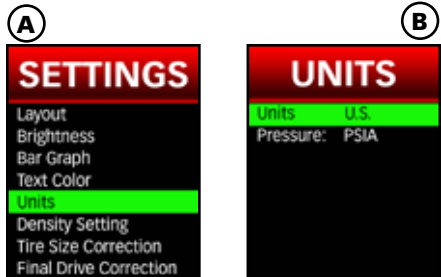 A
SETTINGS
Layout
Brightness
Bar Graph
Text Color
Units
Density Setting
Tire Size Correction
Final Drive Correction
B
UNITS
Units U.S.
Pressure: PSIA